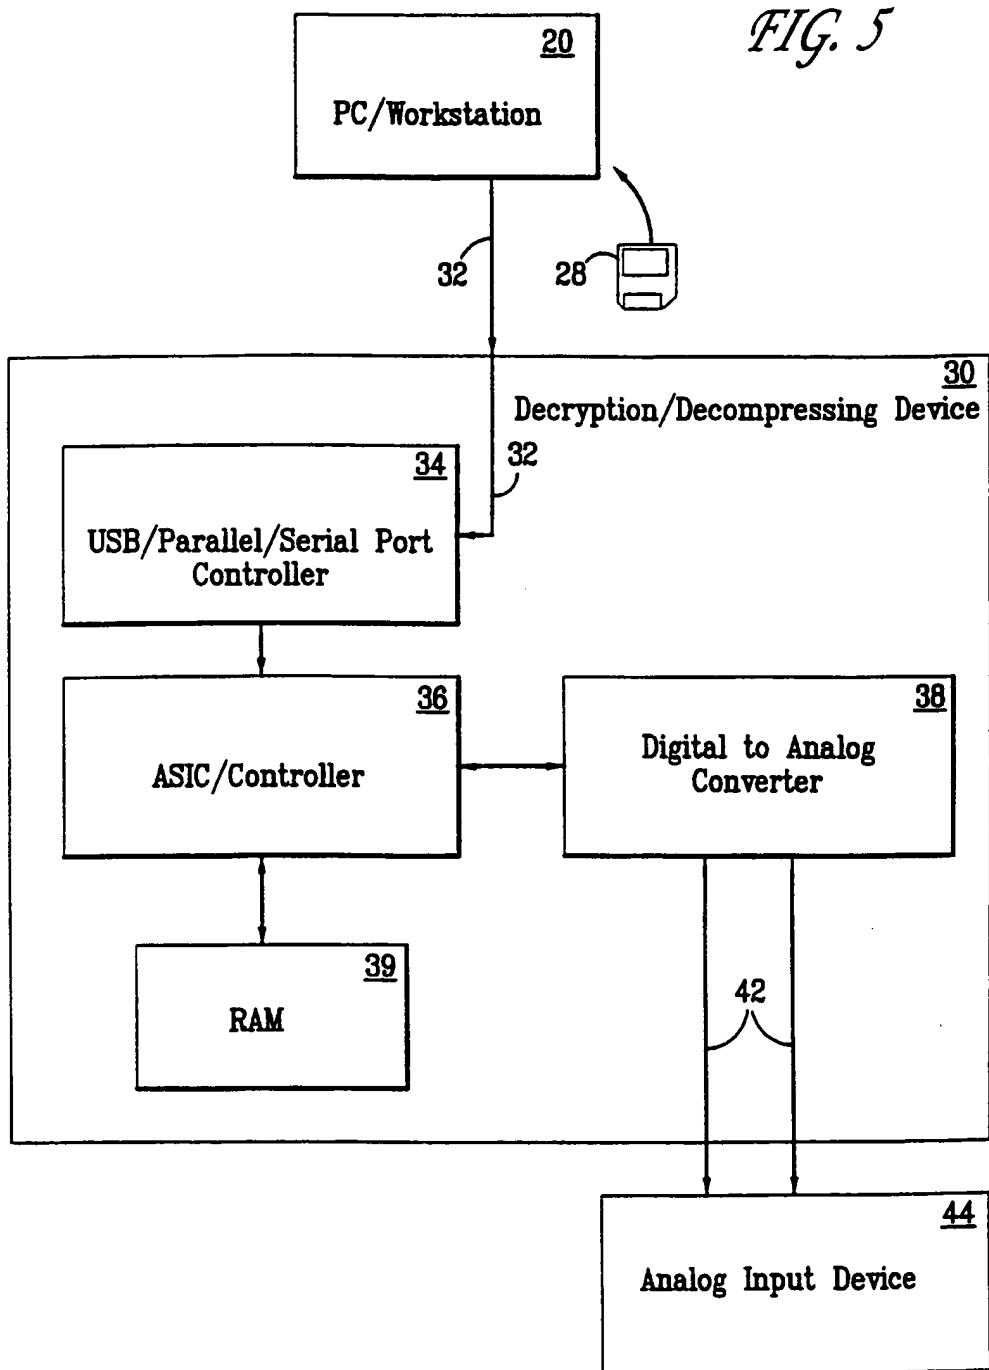 FIG. 5
20
PC/Workstation
32
28
30
Decryption/Decompressing Device
34
32
USB/Parallel/Serial Port
Controller
36
ASIC/Controller
38
Digital to Analog
Converter
39
RAM
42
44
Analog Input Device